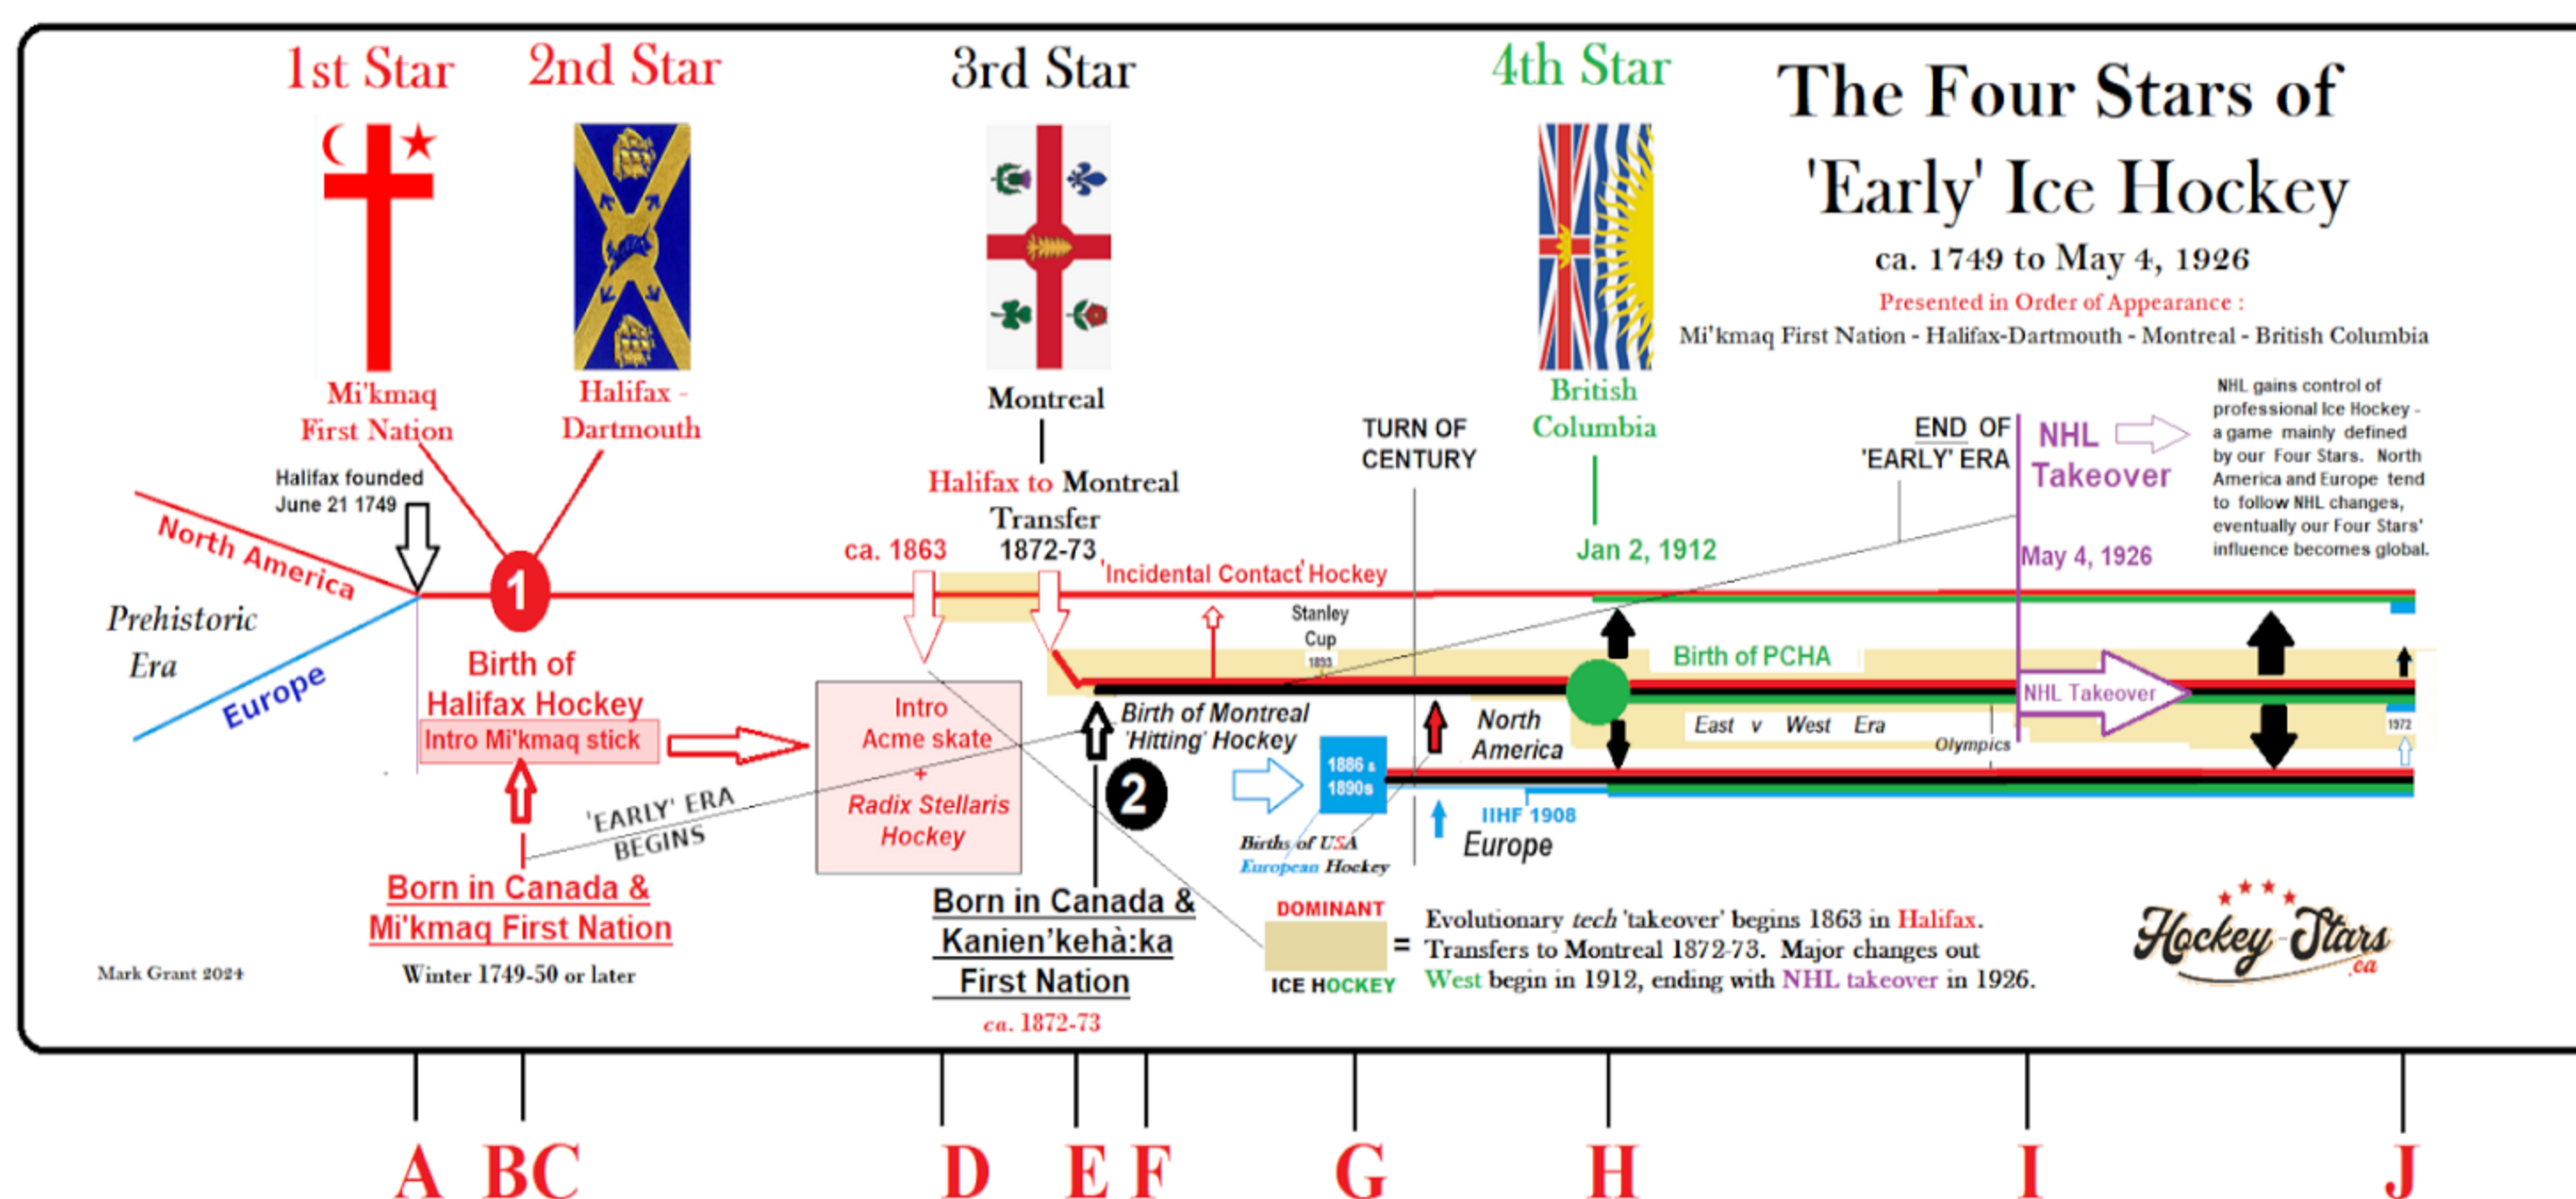 1st Star
2nd Star
3rd Star
4th Star
The Four Stars of
'Early' Ice Hockey
ca. 1749 to May 4, 1926
Presented in Order of Appearance :
Mi'kmaq First Nation - Halifax-Dartmouth - Montreal - British Columbia
Mi'kmaq
First Nation
Halifax -
Dartmouth
Montreal
British
Columbia
Halifax founded
June 21 1749
Halifax to Montreal
Transfer
1872-73
ca. 1863
TURN OF
CENTURY
Jan 2, 1912
END OF
'EARLY' ERA
NHL
Takeover
May 4, 1926
NHL gains control of
professional Ice Hockey -
a game mainly defined
by our Four Stars. North
America and Europe tend
to follow NHL changes,
eventually our Four Stars'
influence becomes global.
North America
Prehistoric
Era
Europe
1
'Incidental Contact' Hockey
Stanley
Cup
1893
Birth of
Halifax Hockey
Intro Mi'kmaq stick
Intro
Acme skate
+
Radix Stellaris
Hockey
'EARLY' ERA
BEGINS
Birth of Montreal
'Hitting' Hockey
2
1886 &
1890s
Births of USA
European Hockey
North
America
IIHF 1908
Europe
Birth of PCHA
East v West Era
Olympics
NHL Takeover
1972
Born in Canada &
Mi'kmaq First Nation
Winter 1749-50 or later
Born in Canada &
Kanien'kehà:ka
First Nation
ca. 1872-73
DOMINANT
=
ICE HOCKEY
Evolutionary tech 'takeover' begins 1863 in Halifax.
Transfers to Montreal 1872-73. Major changes out
West begin in 1912, ending with NHL takeover in 1926.
Hockey-Stars
.ca
Mark Grant 2024
A BC D E F G H I J